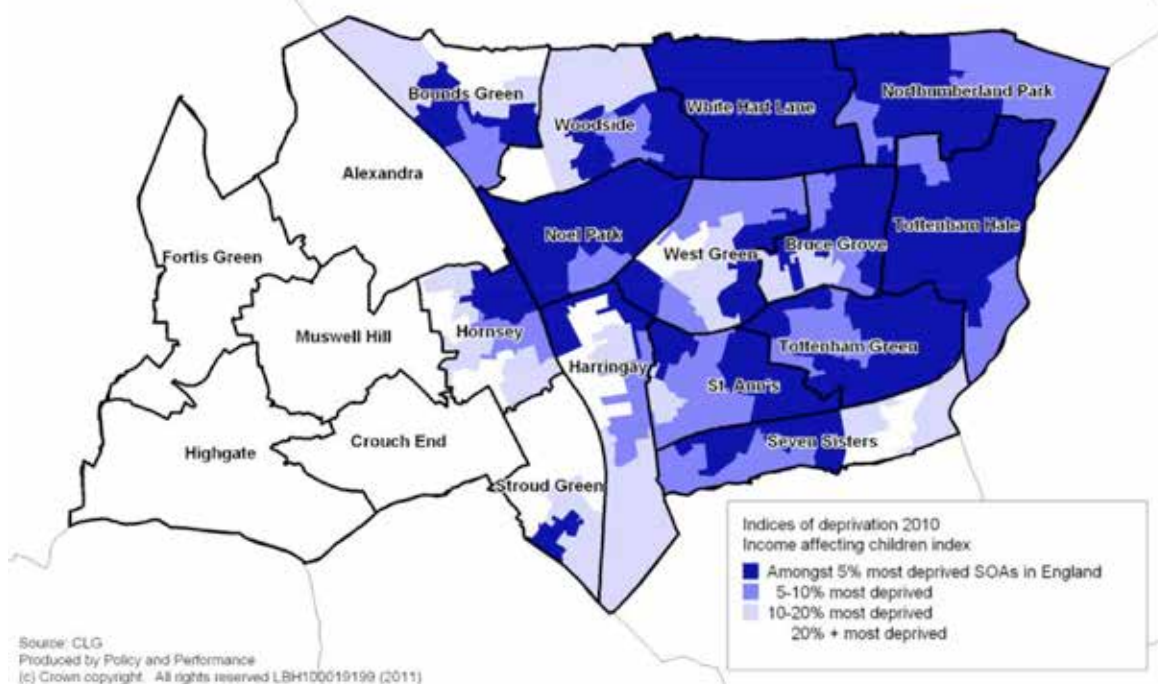 Bounds Green
Woodside
White Hart Lane
Northumberland Park
Alexandra
Fortis Green
Noel Park
West Green
Bruce Grove
Tottenham Hale
Muswell Hill
Hornsey
Harringay
Tottenham Green
St. Ann's
Highgate
Crouch End
Seven Sisters
Stroud Green
Indices of deprivation 2010
Income affecting children index
Amongst 5% most deprived SOAs in England
5-10% most deprived
10-20% most deprived
20% + most deprived
Source: CLG
Produced by Policy and Performance
(c) Crown copyright. All rights reserved LBH100019199 (2011)